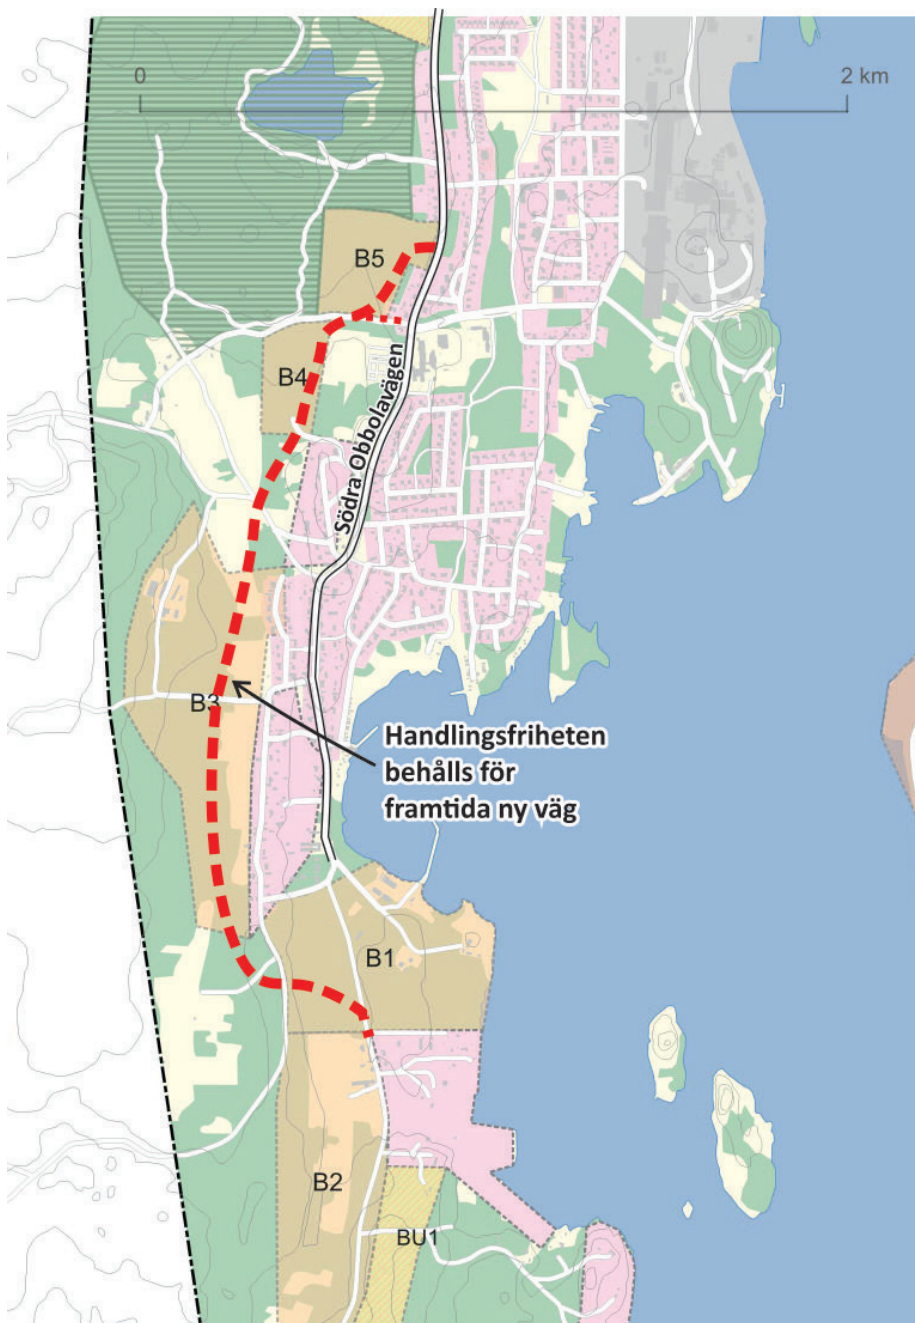 0
2 km
B5
B4
Södra Obbolavägen
B3
Handlingsfriheten
behålls för
framtida ny väg
B1
B2
BU1